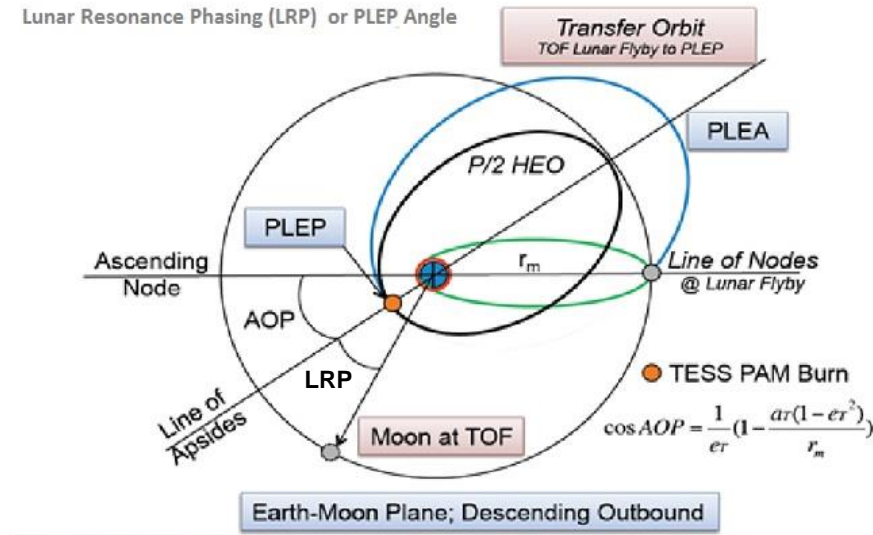 Lunar Resonance Phasing (LRP) or PLEP Angle
Transfer Orbit
TOF Lunar Flyby to PLEP
PLEA
P/2 HEO
PLEP
Ascending
Node
r_m
Line of Nodes
@ Lunar Flyby
AOP
LRP
TESS PAM Burn
cos AOP = \frac{1}{e_T}(1 - \frac{a_T(1 - e_T^2)}{r_m})
Line of
Apsides
Moon at TOF
Earth-Moon Plane; Descending Outbound